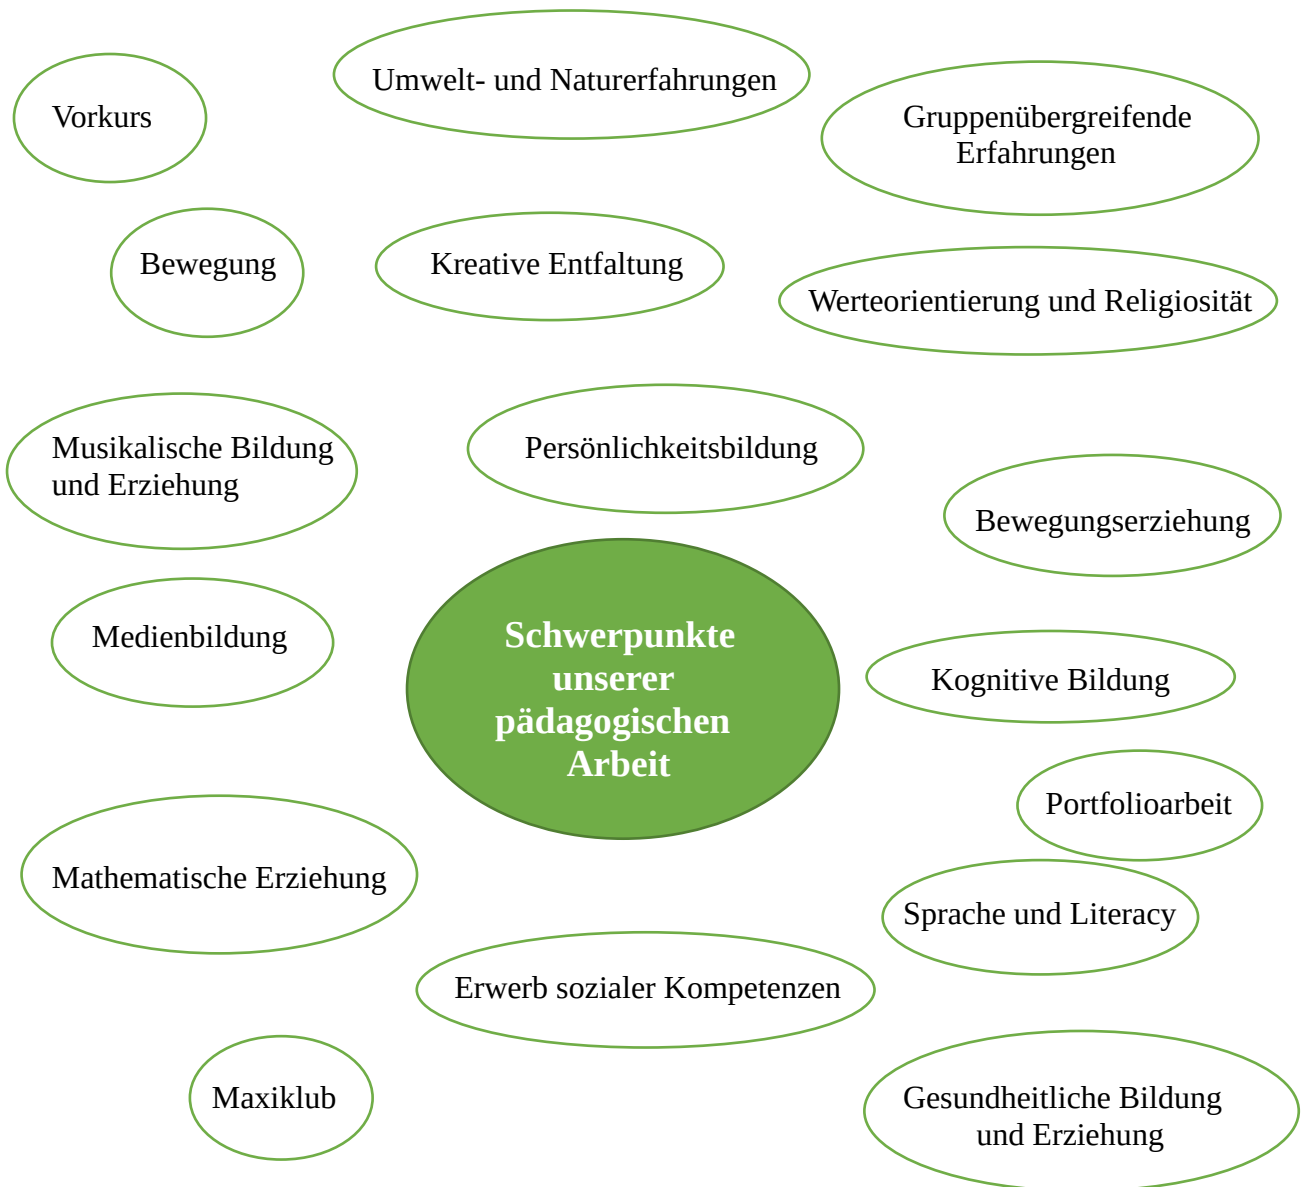 Umwelt- und Naturerfahrungen
Vorkurs
Gruppenübergreifende
Erfahrungen
Bewegung
Kreative Entfaltung
Werteorientierung und Religiosität
Musikalische Bildung
und Erziehung
Persönlichkeitsbildung
Bewegungserziehung
Medienbildung
Schwerpunkte
unserer
pädagogischen
Arbeit
Kognitive Bildung
Portfolioarbeit
Mathematische Erziehung
Sprache und Literacy
Erwerb sozialer Kompetenzen
Maxiklub
Gesundheitliche Bildung
und Erziehung